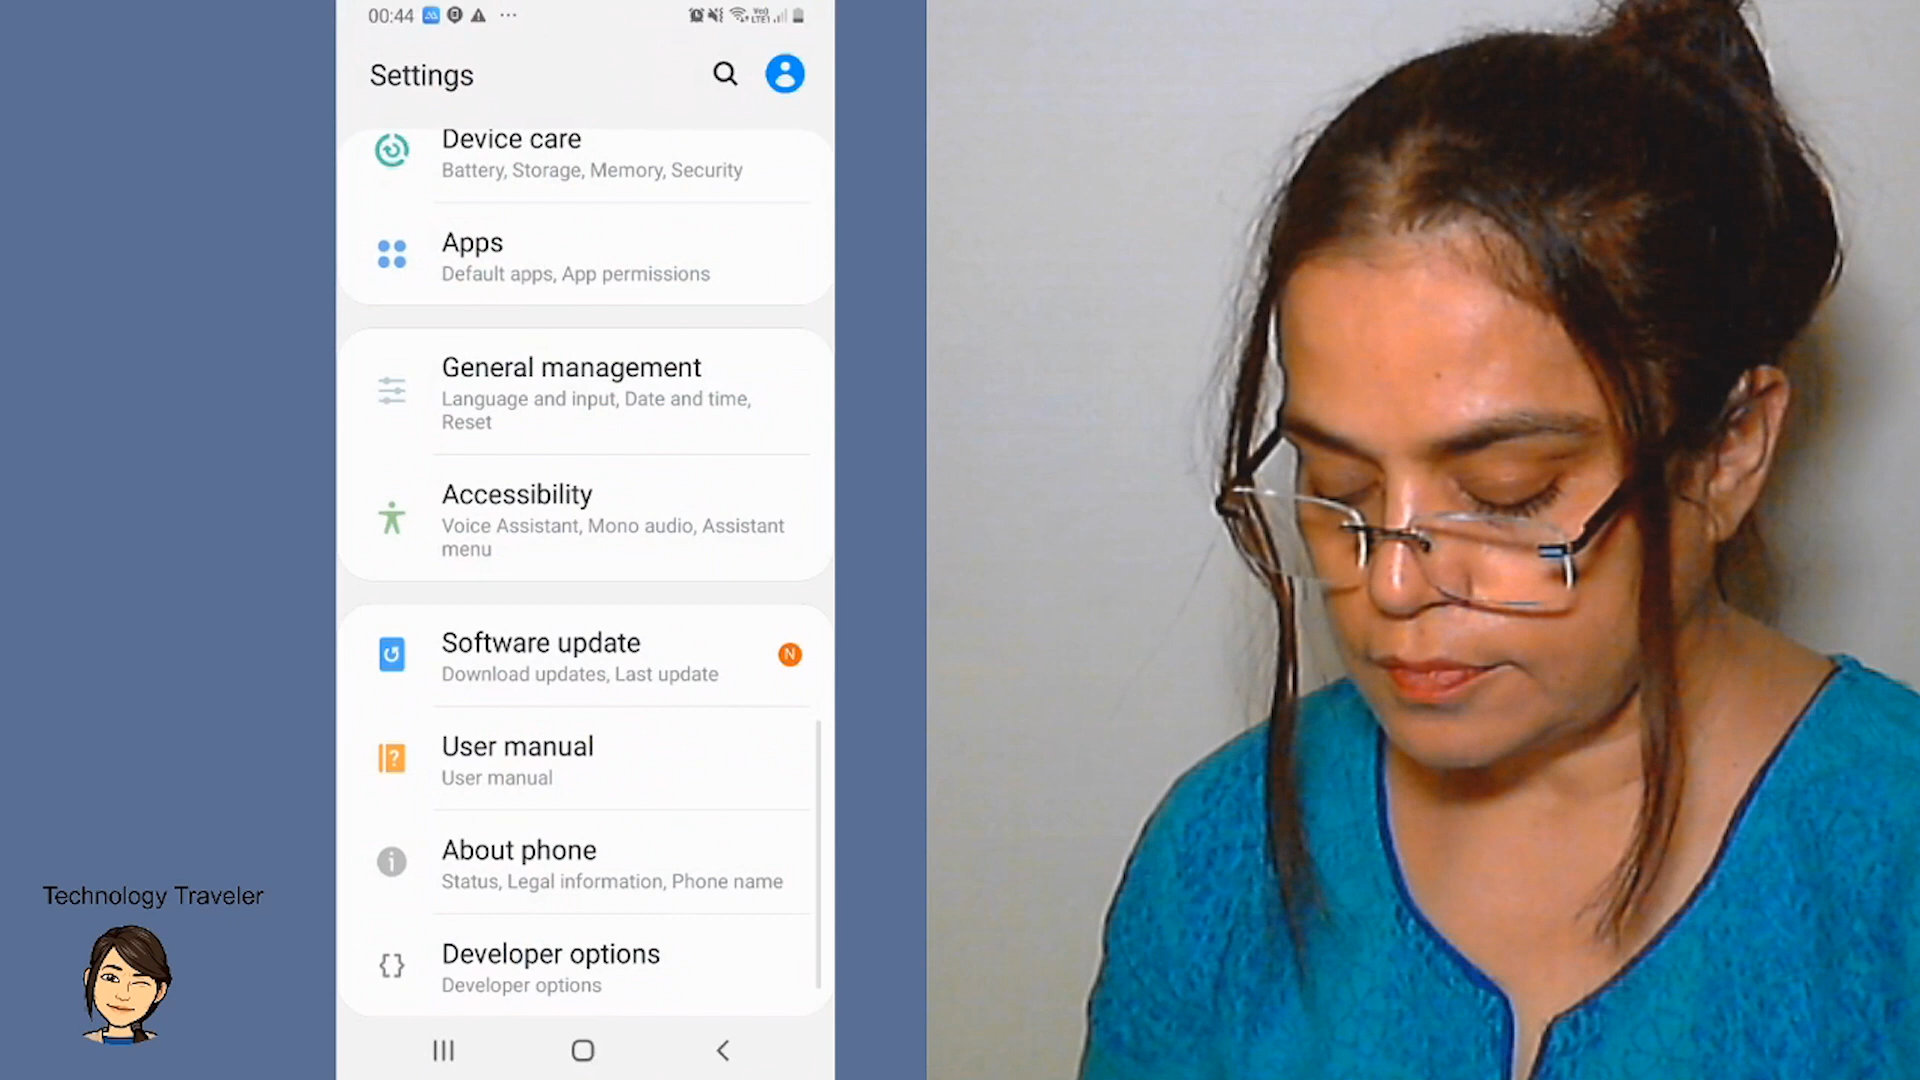 00:44
Settings
Device care
Battery, Storage, Memory, Security
Apps
Default apps, App permissions
General management
Language and input, Date and time,
Reset
Accessibility
Voice Assistant, Mono audio, Assistant
menu
Software update
N
Download updates, Last update
User manual
User manual
About phone
Status, Legal information, Phone name
Developer options
Developer options
Technology Traveler